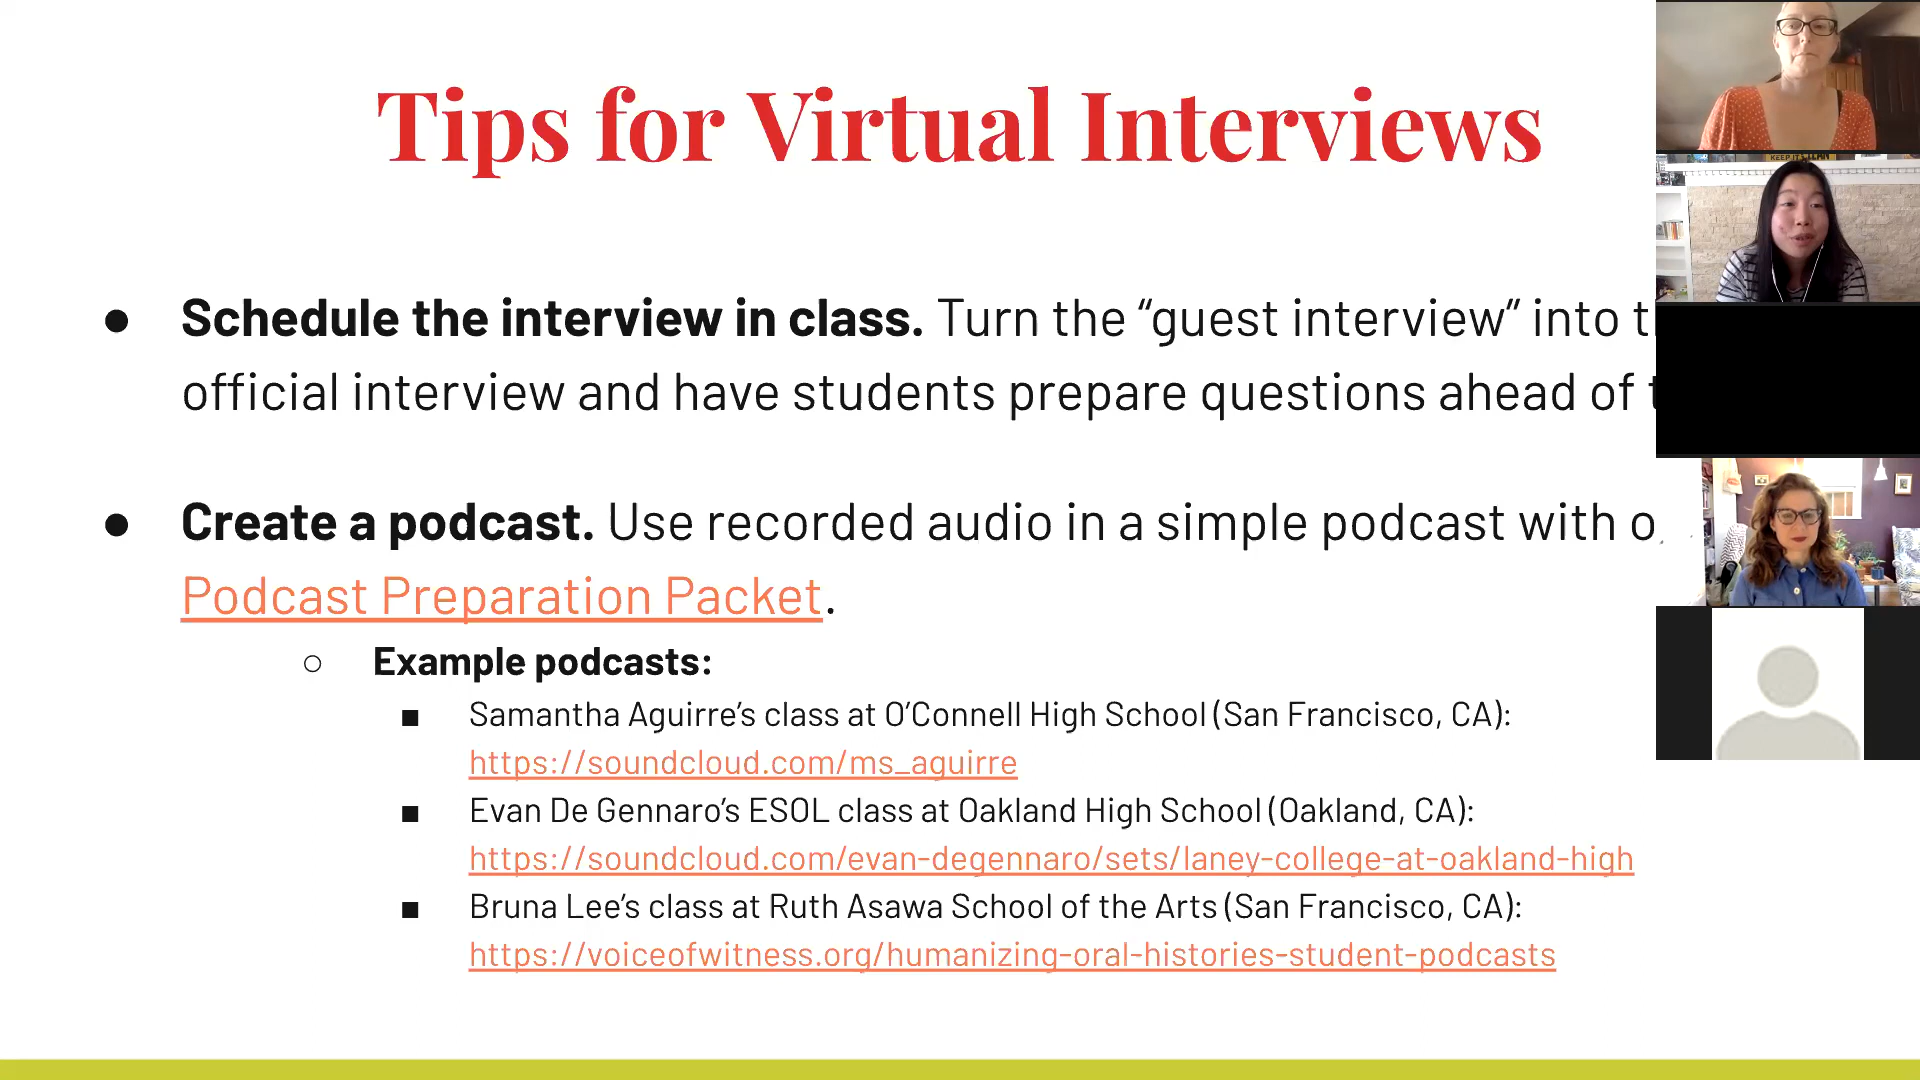 Tips for Virtual Interviews
KEEP IT CLEAN
● Schedule the interview in class. Turn the “guest interview” into
official interview and have students prepare questions ahead of
● Create a podcast. Use recorded audio in a simple podcast with
Podcast Preparation Packet.
○ Example podcasts:
■ Samantha Aguirre’s class at O’Connell High School (San Francisco, CA):
https://soundcloud.com/ms_aguirre
■ Evan De Gennaro’s ESOL class at Oakland High School (Oakland, CA):
https://soundcloud.com/evan-degennaro/sets/laney-college-at-oakland-high
■ Bruna Lee’s class at Ruth Asawa School of the Arts (San Francisco, CA):
https://voiceofwitness.org/humanizing-oral-histories-student-podcasts